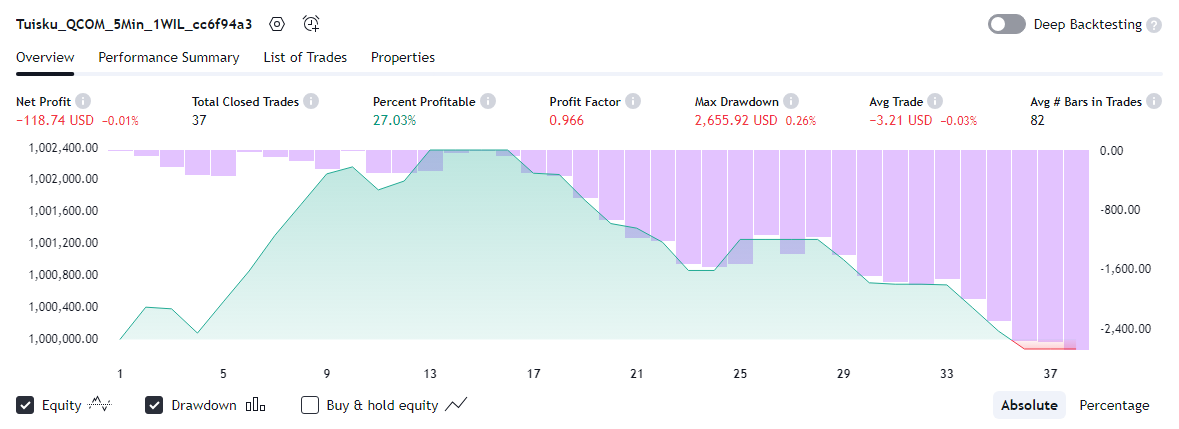 Tuisku_QCOM_5Min_1WIL_cc6f94a3 Deep Backtesting ?
Overview Performance Summary List of Trades Properties
Net Profit i Total Closed Trades i Percent Profitable i Profit Factor i Max Drawdown i Avg Trade i Avg # Bars in Trades i
−118.74 USD −0.01% 37 27.03% 0.966 2,655.92 USD 0.26% −3.21 USD −0.03% 82
1,002,400.00 0.00
1,002,000.00
1,001,600.00 -800.00
1,001,200.00
1,000,800.00 -1,600.00
1,000,400.00 -2,400.00
1,000,000.00
1 5 9 13 17 21 25 29 33 37
Equity Drawdown Buy & hold equity Absolute Percentage